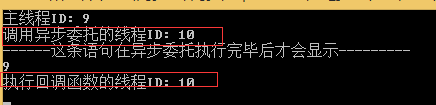 主线程ID: 9
调用异步委托的线程ID: 10
-------这条语句在异步委托执行完毕后才会显示---------
9
执行回调函数的线程ID: 10